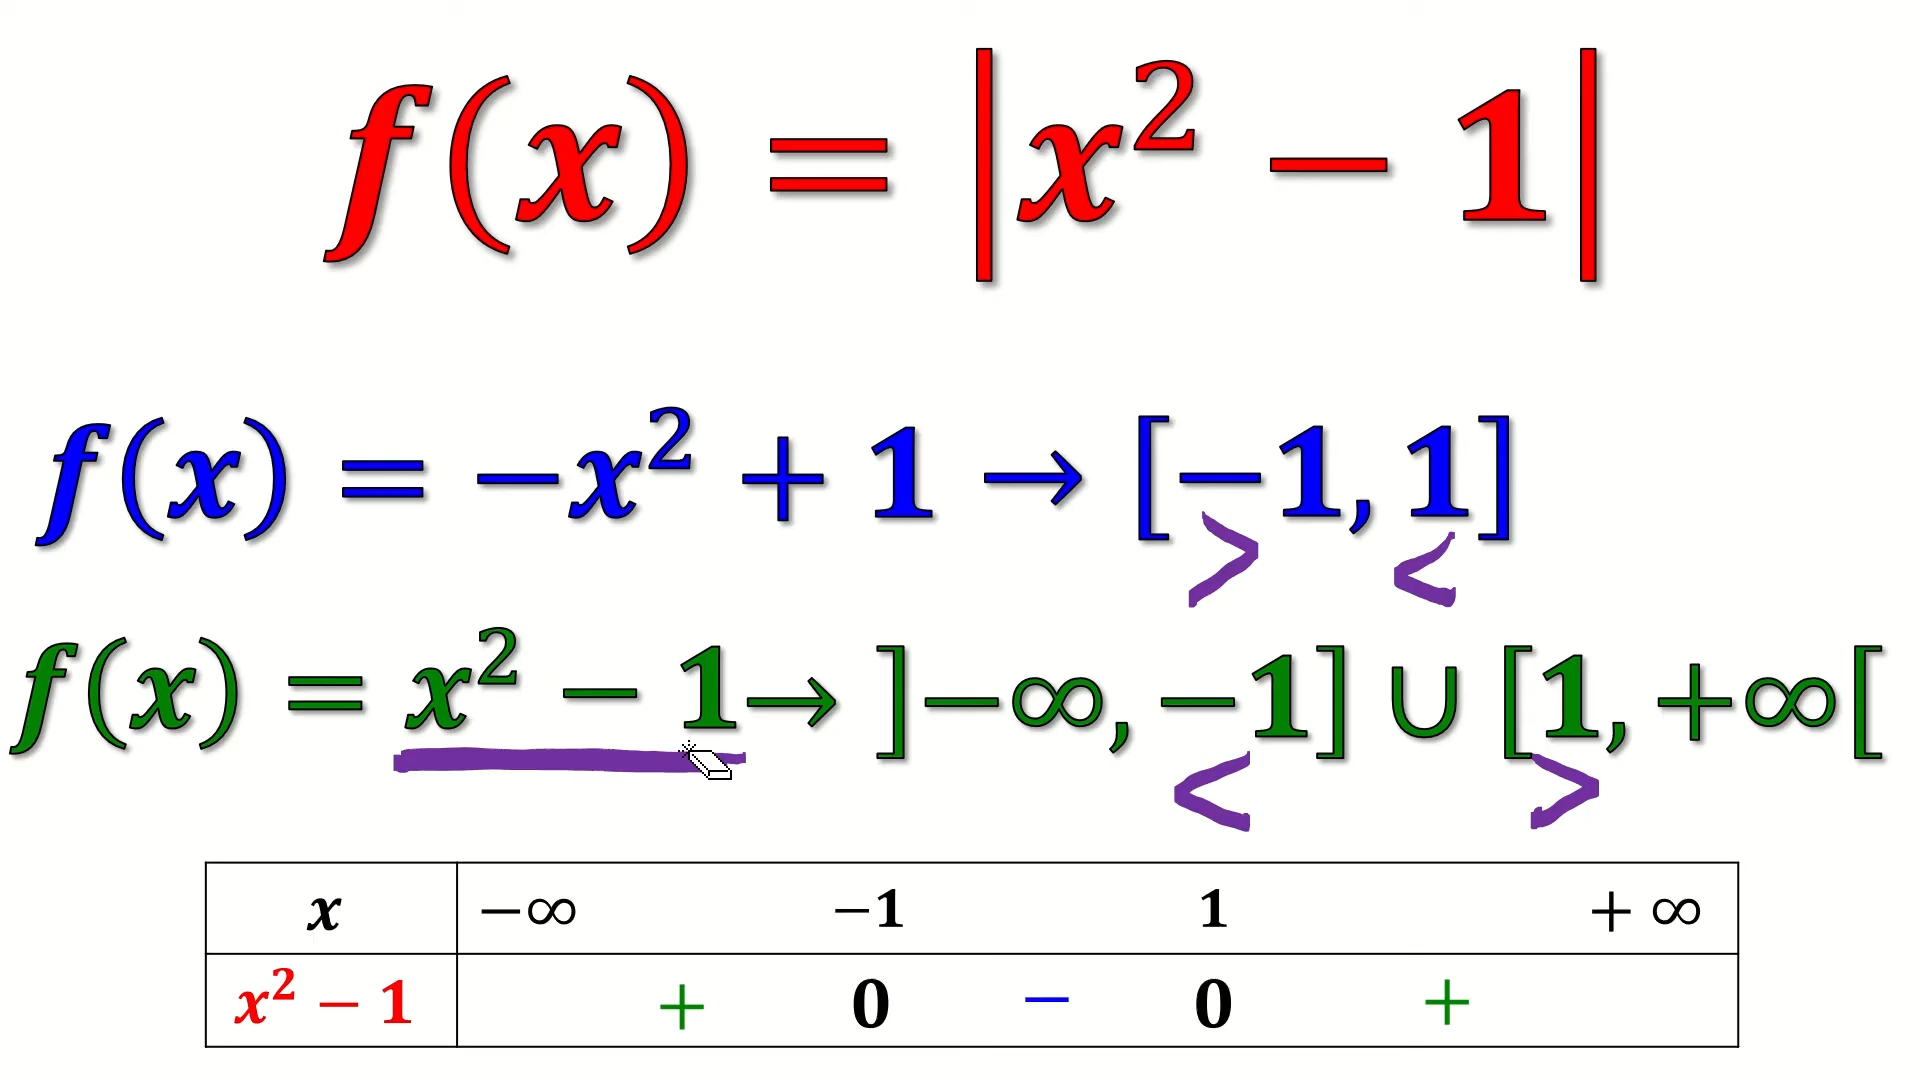 f(x) = |x² − 1|
f(x) = −x² + 1 → [−1, 1]
> <
f(x) = x² − 1 → ]−∞, −1] ∪ [1, +∞[
< >
x −∞ −1 1 + ∞
x² − 1 + 0 − 0 +